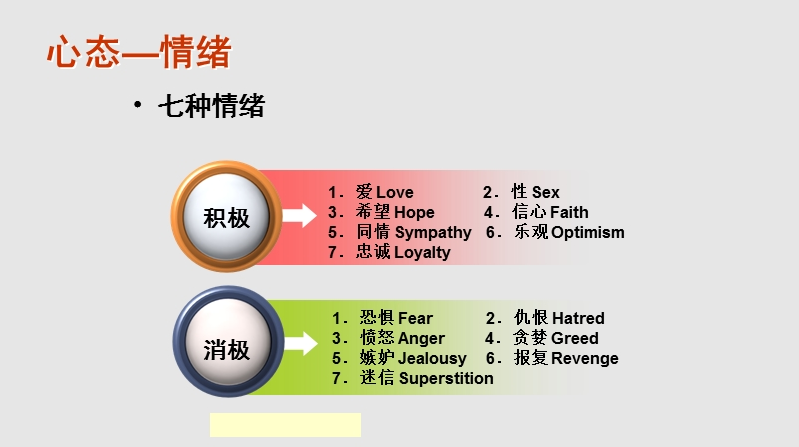 心态—情绪
• 七种情绪
积极
1．爱 Love 2．性 Sex
3．希望 Hope 4．信心 Faith
5．同情 Sympathy 6．乐观 Optimism
7．忠诚 Loyalty
消极
1．恐惧 Fear 2．仇恨 Hatred
3．愤怒 Anger 4．贪婪 Greed
5．嫉妒 Jealousy 6．报复 Revenge
7．迷信 Superstition